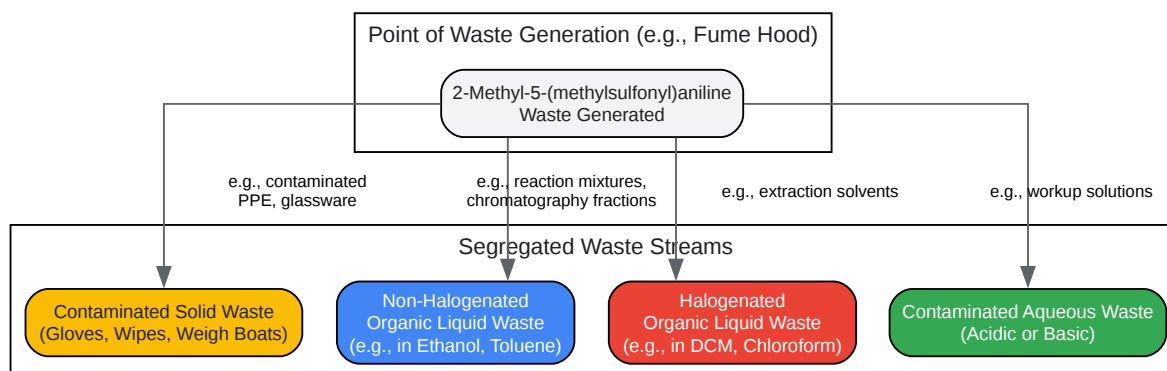 Point of Waste Generation (e.g., Fume Hood)
2-Methyl-5-(methylsulfonyl)aniline
Waste Generated
e.g., contaminated
PPE, glassware
e.g., reaction mixtures,
chromatography fractions
e.g., extraction solvents
e.g., workup solutions
Segregated Waste Streams
Contaminated Solid Waste
(Gloves, Wipes, Weigh Boats)
Non-Halogenated
Organic Liquid Waste
(e.g., in Ethanol, Toluene)
Halogenated
Organic Liquid Waste
(e.g., in DCM, Chloroform)
Contaminated Aqueous Waste
(Acidic or Basic)